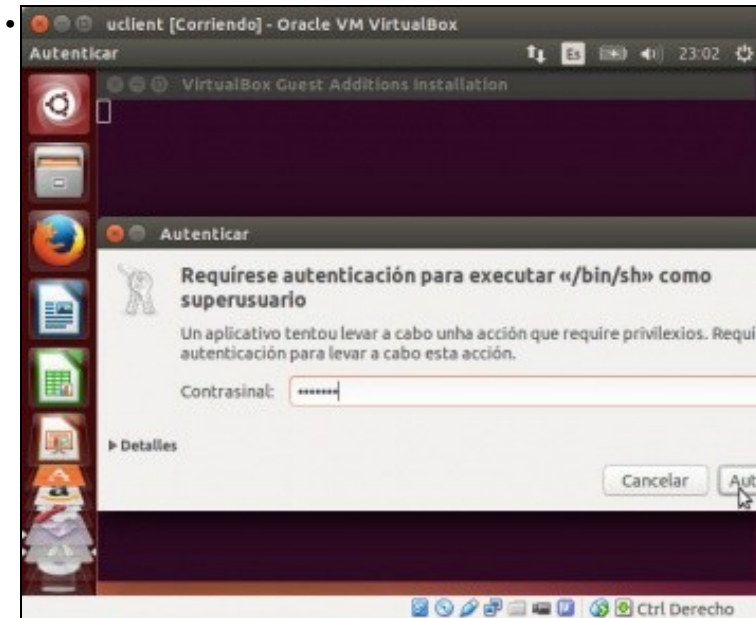 uclient [Corriendo] - Oracle VM VirtualBox
Autenticar
Es
23:02
VirtualBox Guest Additions installation
Autenticar
Requírese autenticación para executar «/bin/sh» como
superusuario
Un aplicativo tentou levar a cabo unha acción que require privilexios. Requi
autenticación para levar a cabo esta acción.
Contrasinal: •••••••
Detalles
Cancelar
Aut
Ctrl Derecho